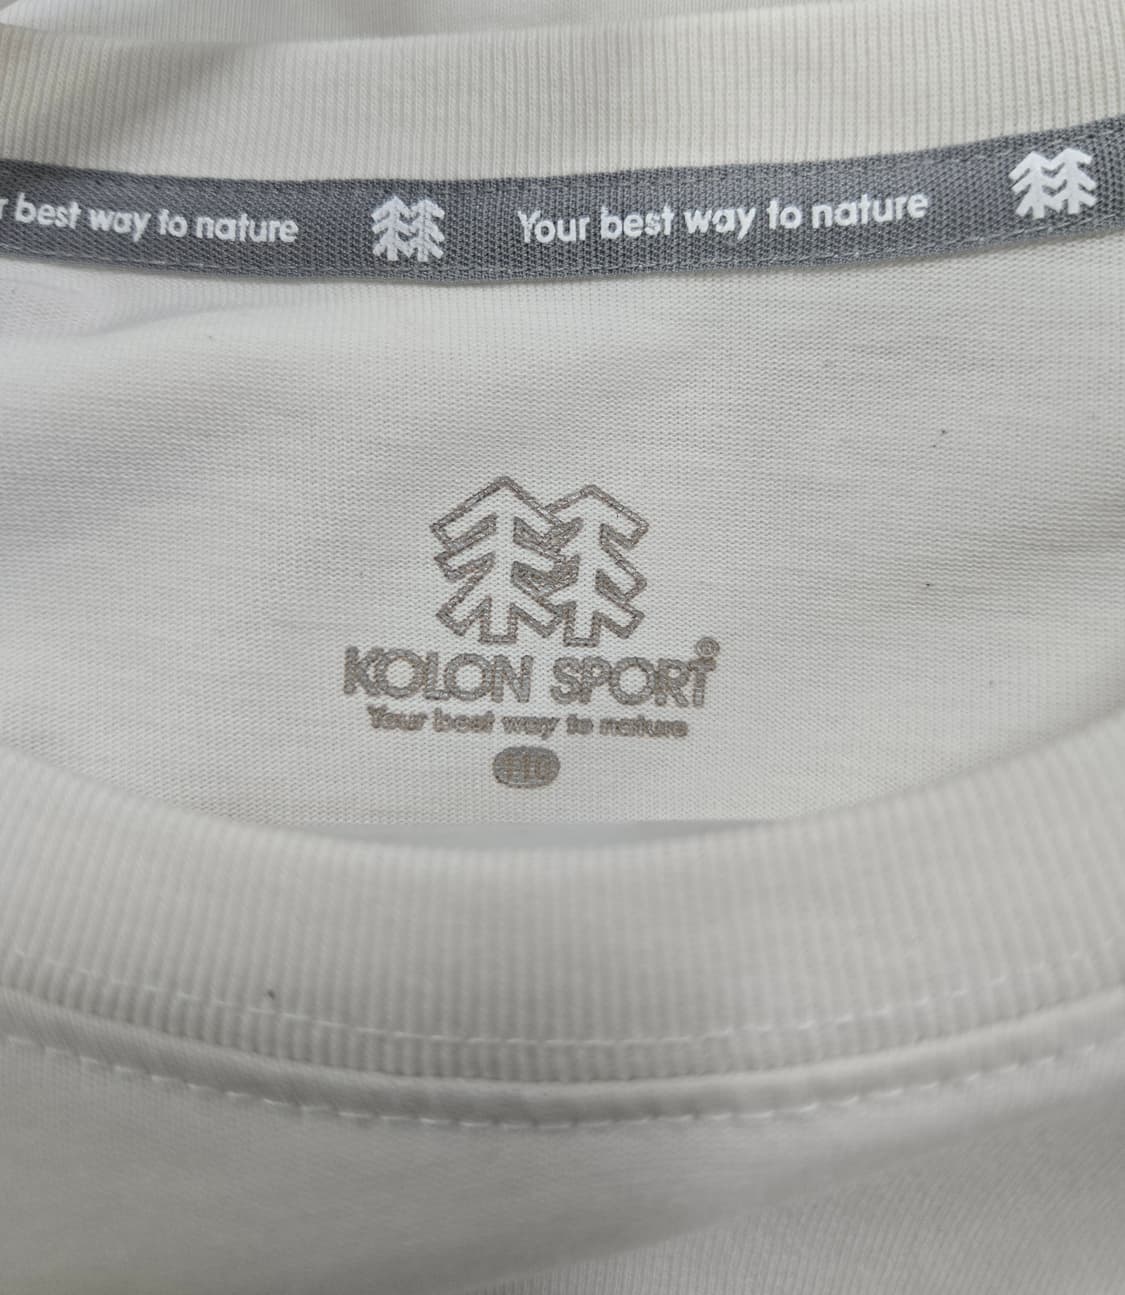 r best way to nature Your best way to nature
KOLON SPORT®
Your best way to nature
110